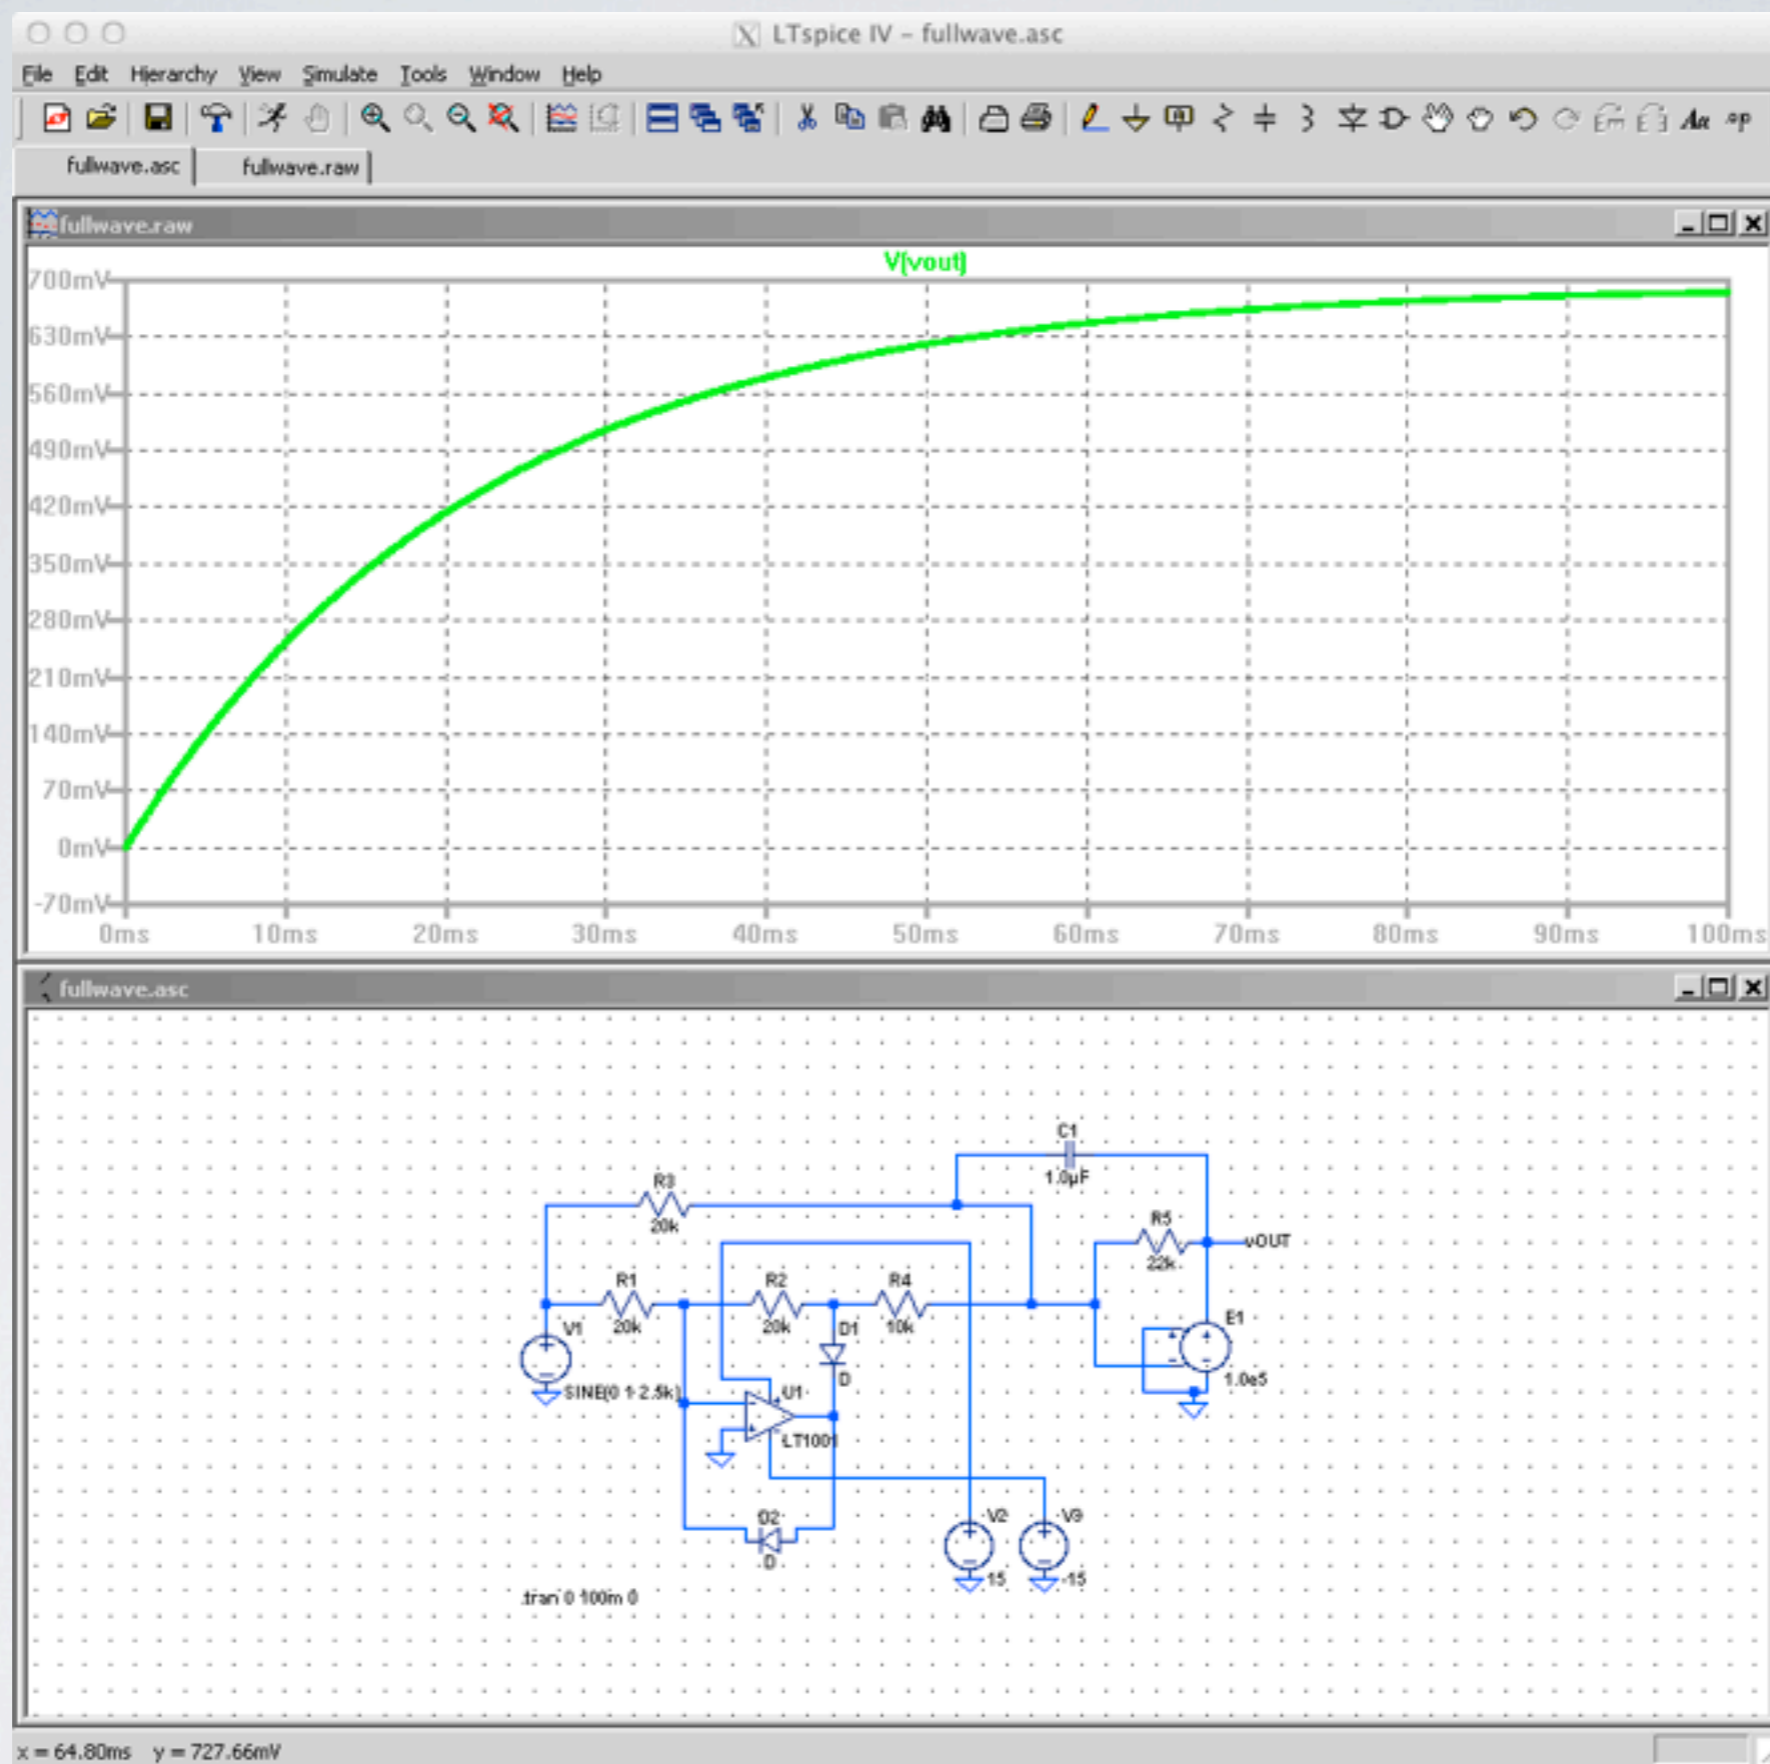 LTspice IV – fullwave.asc
File Edit Hierarchy View Simulate Tools Window Help
Aa .op
fullwave.asc fullwave.raw
fullwave.raw
V(vout)
700mV
630mV
560mV
490mV
420mV
350mV
280mV
210mV
140mV
70mV
0mV
-70mV
0ms 10ms 20ms 30ms 40ms 50ms 60ms 70ms 80ms 90ms 100ms
fullwave.asc
C1
1.0µF
R3
20k
R5
22k
vOUT
R1
20k
R2
20k
R4
10k
V1
SINE(0 1 2.5k)
D1
D
E1
1.0e5
U1
LT1001
D2
D
V2
15
V3
-15
.tran 0 100m 0
x = 64.80ms y = 727.66mV